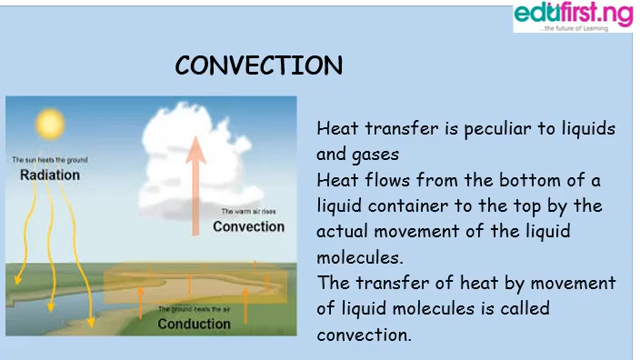 edufirst.ng
...the future of Learning
CONVECTION
The sun heats the ground
Radiation
The warm air rises
Convection
The ground heats the air
Conduction
Heat transfer is peculiar to liquids
and gases
Heat flows from the bottom of a
liquid container to the top by the
actual movement of the liquid
molecules.
The transfer of heat by movement
of liquid molecules is called
convection.